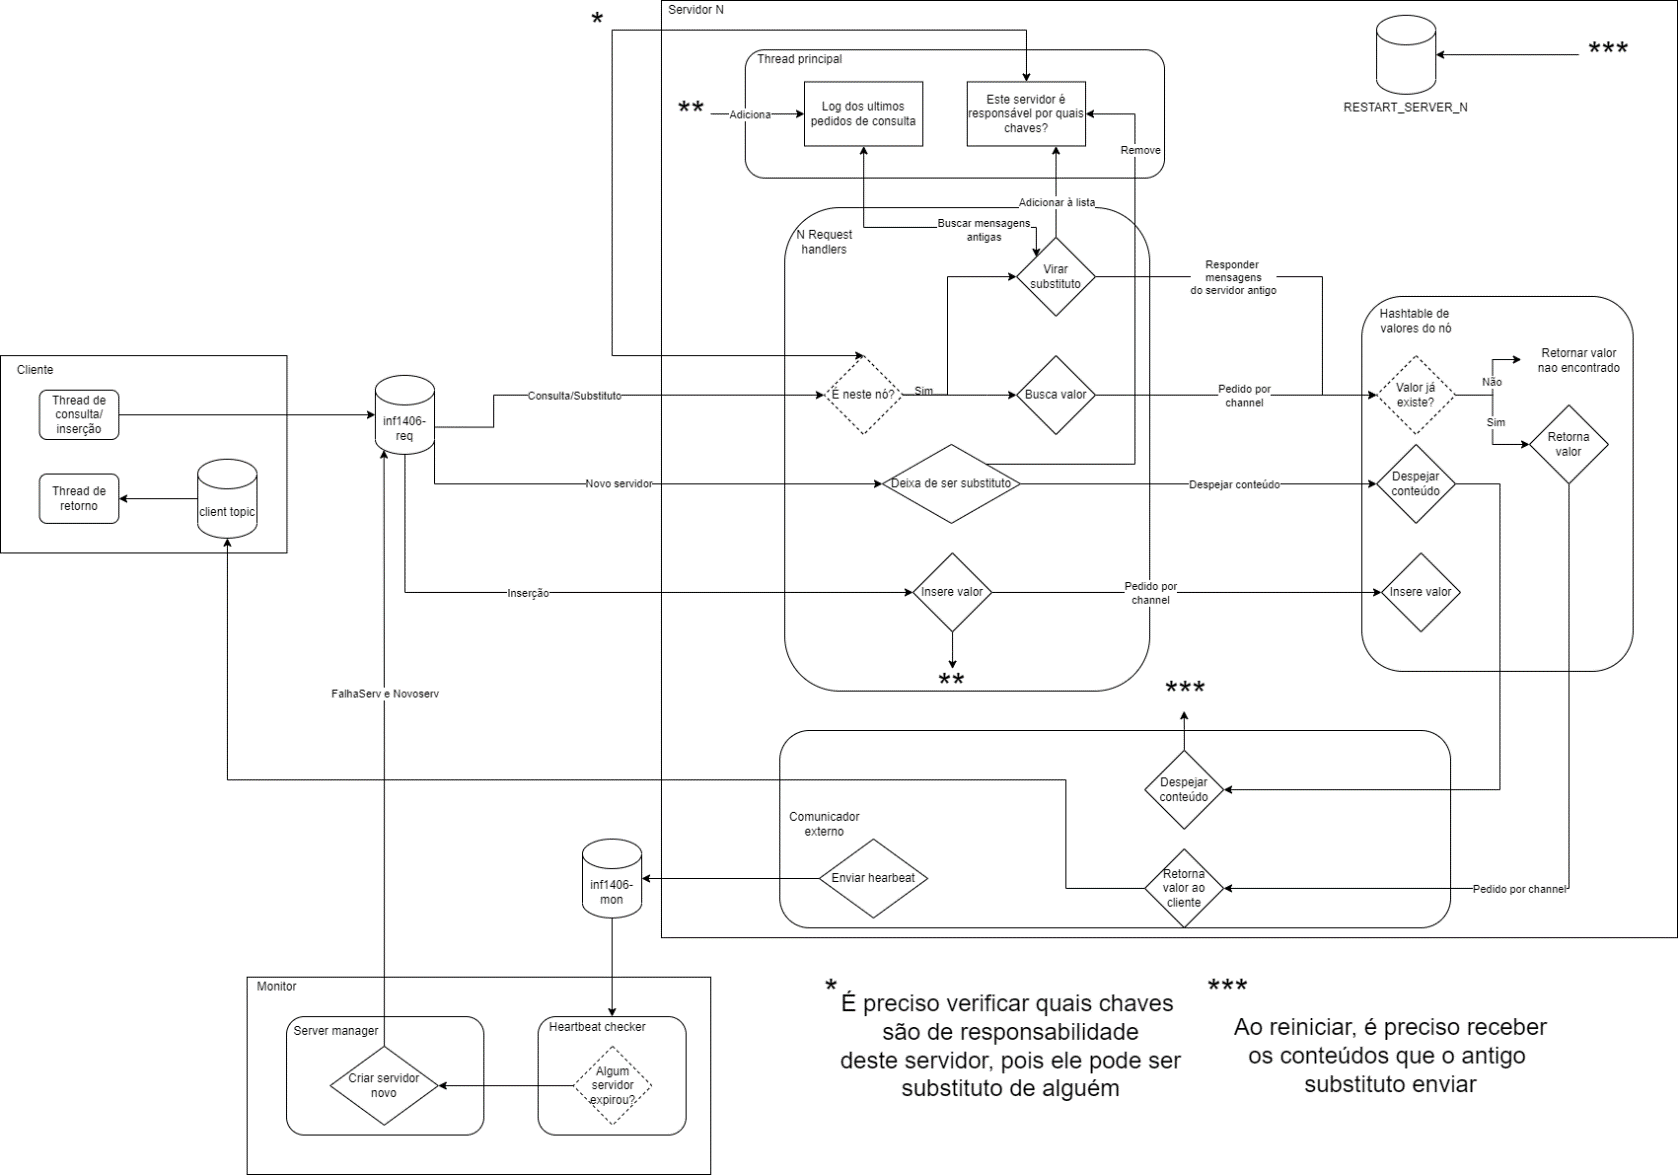 Servidor N
*
Thread principal
***
**
Adiciona
Log dos ultimos
pedidos de consulta
Este servidor é
responsável por quais
chaves?
RESTART_SERVER_N
Remove
Adicionar à lista
N Request
handlers
Buscar mensagens
antigas
Virar
substituto
Responder
mensagens
do servidor antigo
Hashtable de
valores do nó
Cliente
Thread de
consulta/
inserção
inf1406-
req
Consulta/Substituto
É neste nó?
Sim
Busca valor
Pedido por
channel
Valor já
existe?
Não
Sim
Retornar valor
nao encontrado
Retorna
valor
Thread de
retorno
client topic
Novo servidor
Deixa de ser substituto
Despejar conteúdo
Despejar
conteúdo
Inserção
Insere valor
Pedido por
channel
Insere valor
**
FalhaServ e Novoserv
***
Despejar
conteúdo
Comunicador
externo
Enviar hearbeat
Retorna
valor ao
cliente
Pedido por channel
inf1406-
mon
Monitor
Server manager
Criar servidor
novo
Heartbeat checker
Algum
servidor
expirou?
*
É preciso verificar quais chaves
são de responsabilidade
deste servidor, pois ele pode ser
substituto de alguém
***
Ao reiniciar, é preciso receber
os conteúdos que o antigo
substituto enviar